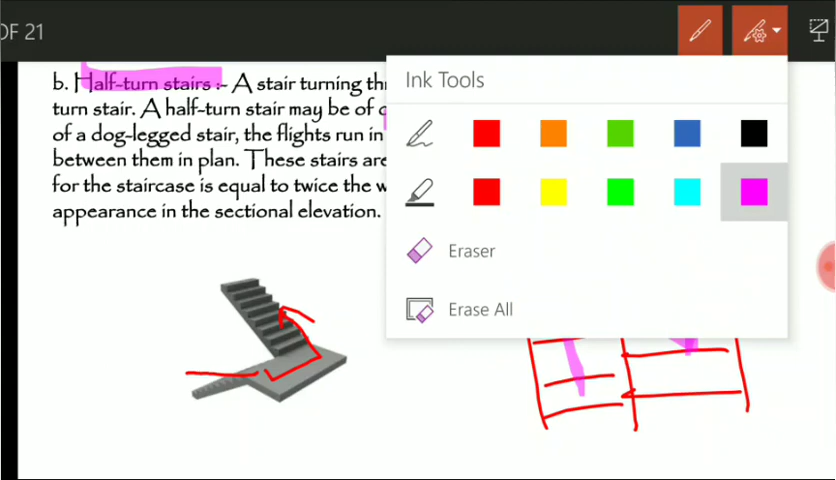 OF 21
b. Half-turn stairs :- A stair turning
turn stair. A half-turn stair may be of
of a dog-legged stair, the flights run in
between them in plan. These stairs are
for the staircase is equal to twice the
appearance in the sectional elevation.
Ink Tools
Eraser
Erase All